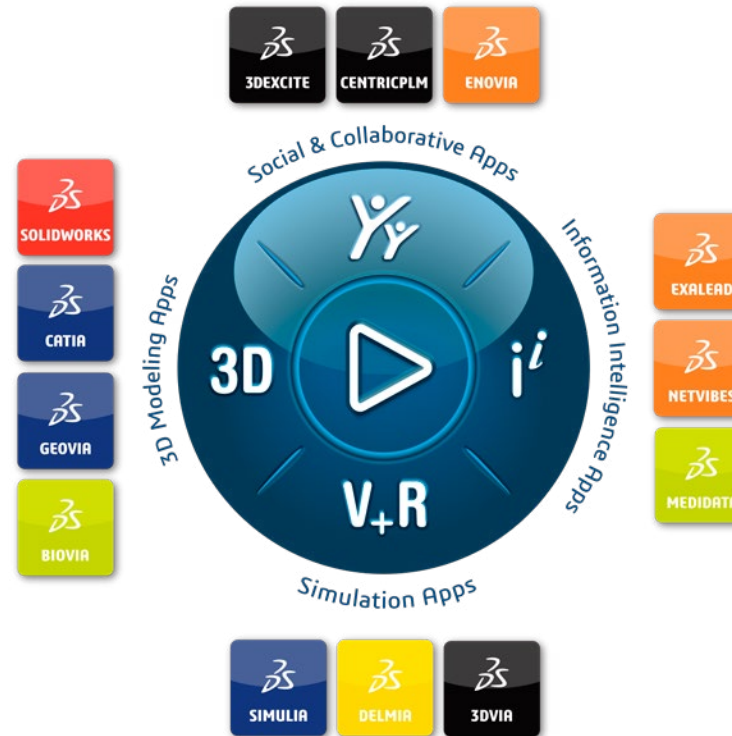 3DEXCITE
CENTRICPLM
ENOVIA
Social & Collaborative Apps
SOLIDWORKS
CATIA
GEOVIA
BIOVIA
3D Modeling Apps
3D
i i
V+R
Information Intelligence Apps
EXALEAD
NETVIBES
MEDIDATA
Simulation Apps
SIMULIA
DELMIA
3DVIA